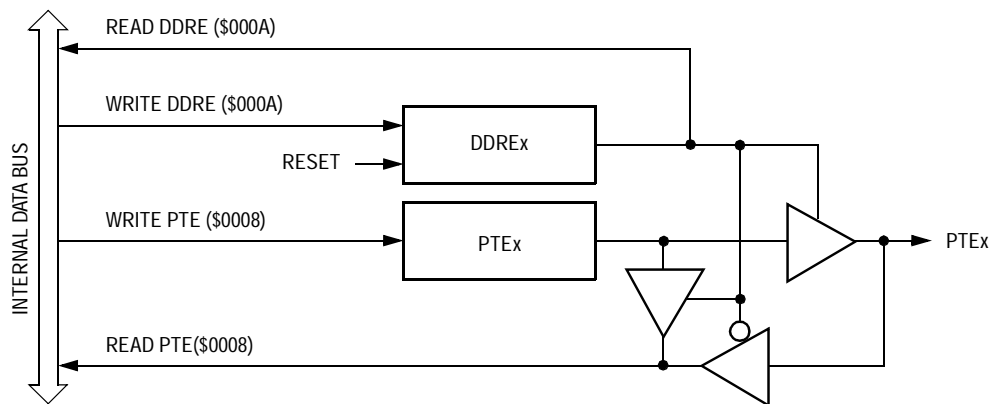 READ DDRE ($000A)
WRITE DDRE ($000A)
DDREx
RESET
WRITE PTE ($0008)
PTEx
PTEx
READ PTE($0008)
INTERNAL DATA BUS